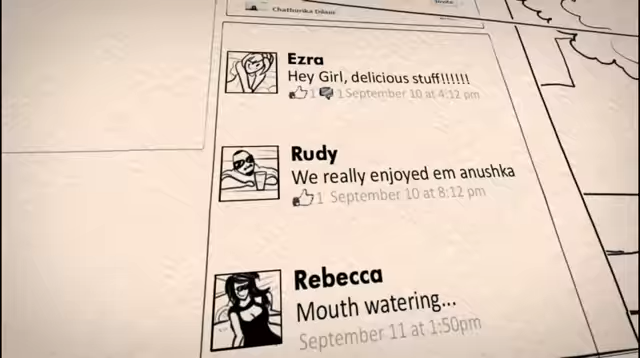 Chathurika Dilani
Invite
Ezra
Hey Girl, delicious stuff!!!!!!
1 1 September 10 at 4:12 pm
Rudy
We really enjoyed em anushka
1 September 10 at 8:12 pm
Rebecca
Mouth watering...
September 11 at 1:50pm